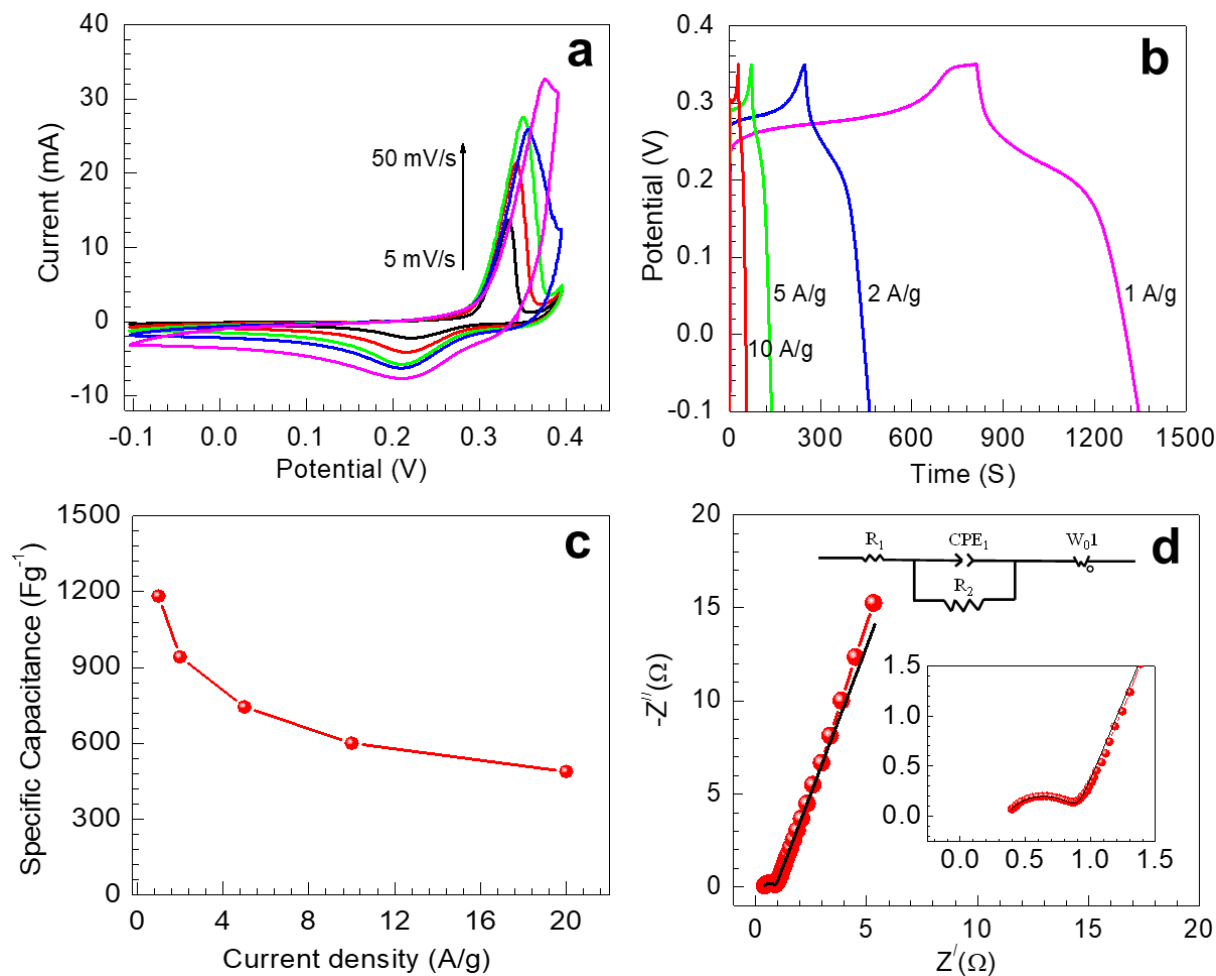 a
40
30
20
10
0
-10
50 mV/s
5 mV/s
Current (mA)
-0.1 0.0 0.1 0.2 0.3 0.4
Potential (V)
b
0.4
0.3
0.2
0.1
0.0
-0.1
5 A/g
2 A/g
1 A/g
10 A/g
Potential (V)
0 300 600 900 1200 1500
Time (S)
c
1500
1200
900
600
300
0
Specific Capacitance (Fg⁻¹)
0 4 8 12 16 20
Current density (A/g)
d
20
15
10
5
0
R₁ CPE₁ W₀1
R₂
1.5
1.0
0.5
0.0
0.0 0.5 1.0 1.5
-Z//(Ω)
0 5 10 15 20
Z/(Ω)